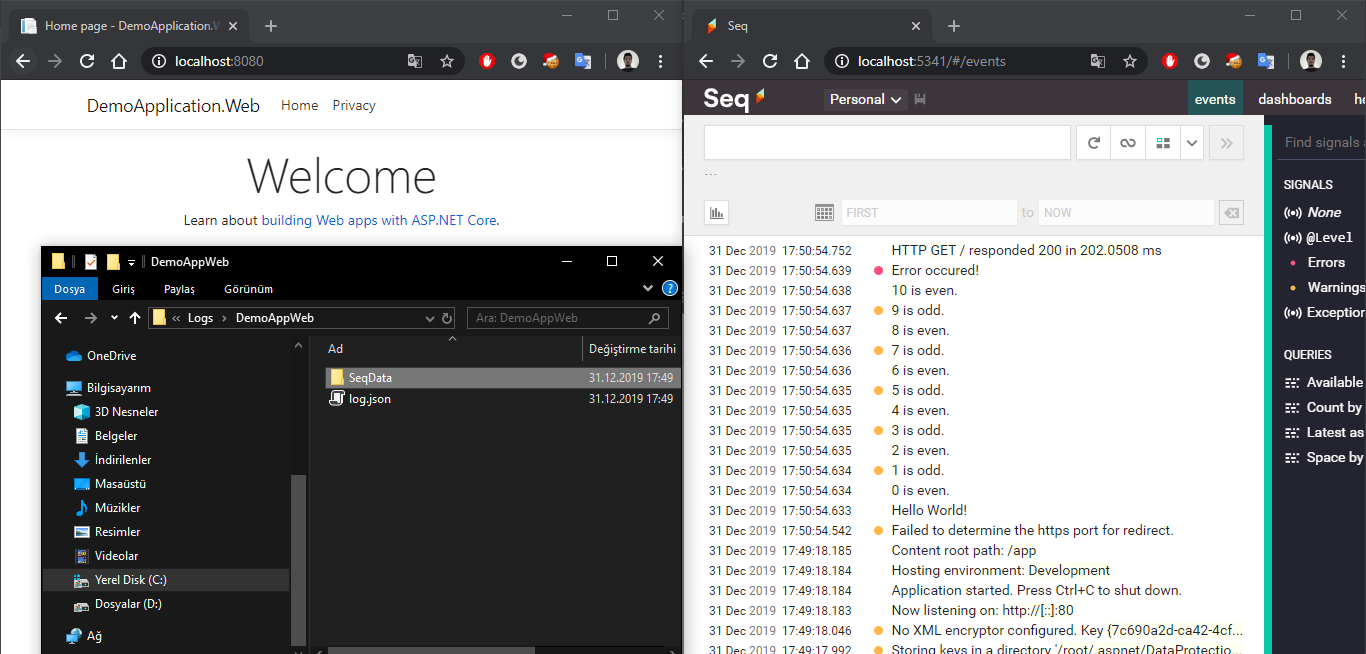 Home page - DemoApplication.W
localhost:8080
DemoApplication.Web Home Privacy
Welcome
Learn about building Web apps with ASP.NET Core.
DemoAppWeb
Dosya Giriş Paylaş Görünüm
« Logs › DemoAppWeb
Ara: DemoAppWeb
Ad Değiştirme tarihi
SeqData 31.12.2019 17:49
log.json 31.12.2019 17:49
OneDrive
Bilgisayarım
3D Nesneler
Belgeler
İndirilenler
Masaüstü
Müzikler
Resimler
Videolar
Yerel Disk (C:)
Dosyalar (D:)
Ağ
Seq
localhost:5341/#/events
Seq Personal events dashboards he
...
FIRST to NOW
31 Dec 2019 17:50:54.752 HTTP GET / responded 200 in 202.0508 ms
31 Dec 2019 17:50:54.639 Error occured!
31 Dec 2019 17:50:54.638 10 is even.
31 Dec 2019 17:50:54.637 9 is odd.
31 Dec 2019 17:50:54.637 8 is even.
31 Dec 2019 17:50:54.636 7 is odd.
31 Dec 2019 17:50:54.636 6 is even.
31 Dec 2019 17:50:54.635 5 is odd.
31 Dec 2019 17:50:54.635 4 is even.
31 Dec 2019 17:50:54.635 3 is odd.
31 Dec 2019 17:50:54.635 2 is even.
31 Dec 2019 17:50:54.634 1 is odd.
31 Dec 2019 17:50:54.634 0 is even.
31 Dec 2019 17:50:54.633 Hello World!
31 Dec 2019 17:50:54.542 Failed to determine the https port for redirect.
31 Dec 2019 17:49:18.185 Content root path: /app
31 Dec 2019 17:49:18.184 Hosting environment: Development
31 Dec 2019 17:49:18.184 Application started. Press Ctrl+C to shut down.
31 Dec 2019 17:49:18.183 Now listening on: http://[::]:80
31 Dec 2019 17:49:18.046 No XML encryptor configured. Key {7c690a2d-ca42-4cf...
31 Dec 2019 17:49:17.992 Storing keys in a directory '/root/.aspnet/DataProtectio...
Find signals a
SIGNALS
None
@Level
Errors
Warnings
Exception
QUERIES
Available
Count by
Latest as
Space by